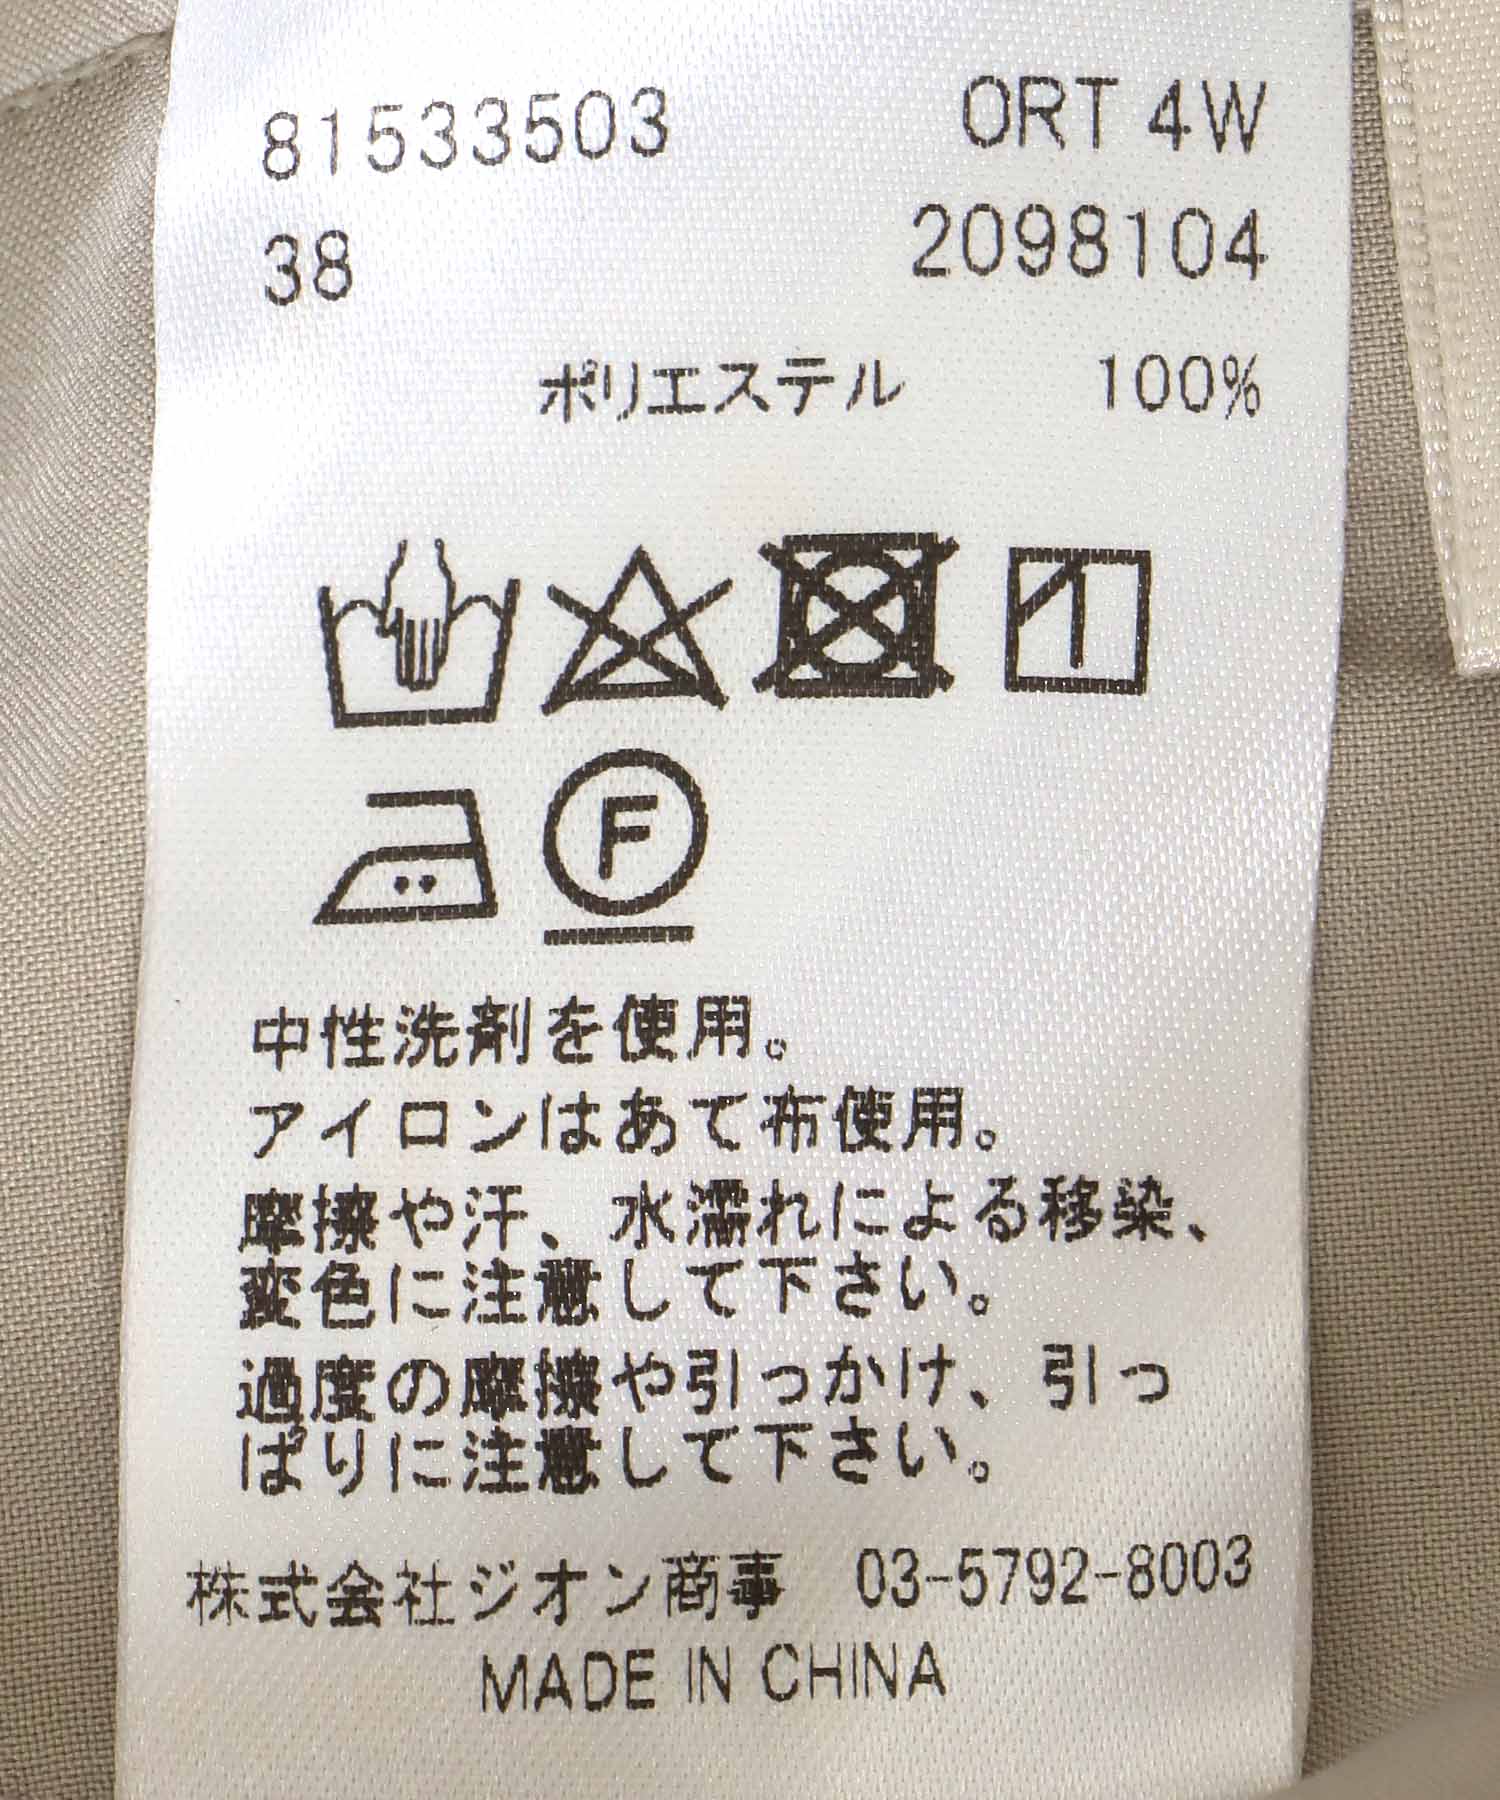 81533503 ORT 4W
38 2098104
ポリエステル 100%
F
中性洗剤を使用。
アイロンはあて布使用。
摩擦や汗、水濡れによる移染、
変色に注意して下さい。
過度の摩擦や引っかけ、引っ
ぱりに注意して下さい。
株式会社ジオン商事 03-5792-8003
MADE IN CHINA